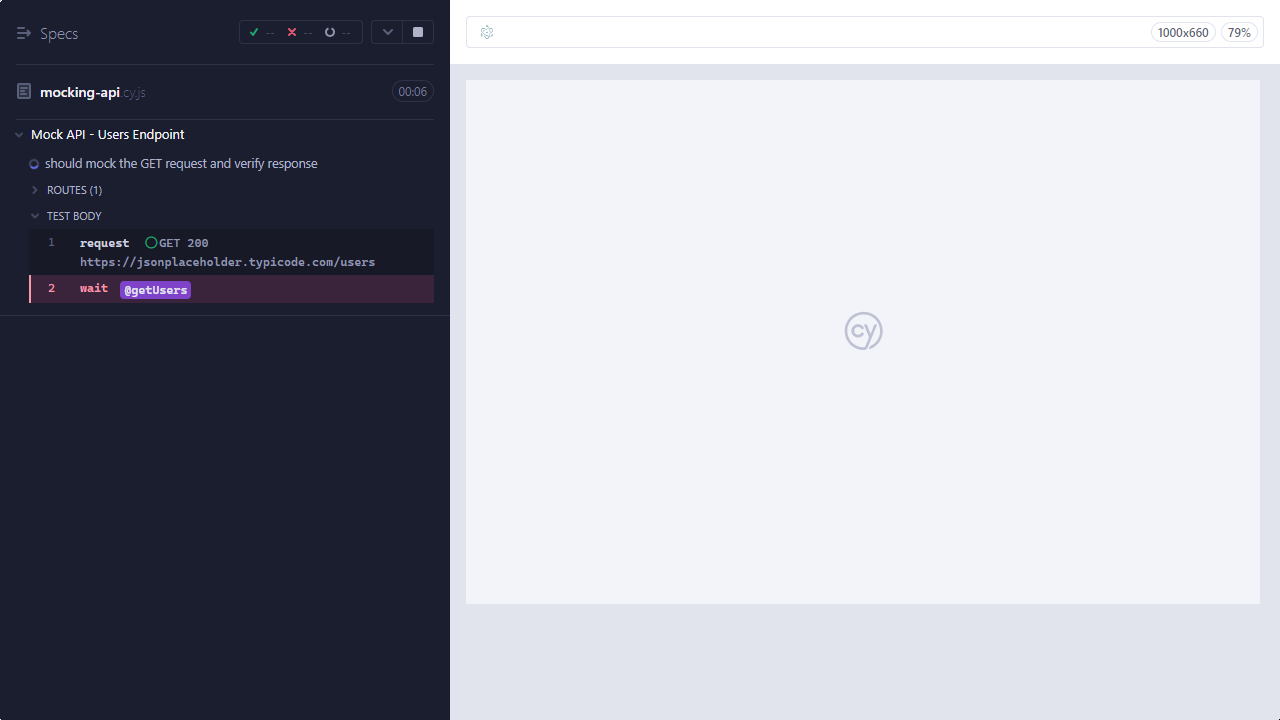 Specs
--
--
--
1000x660
79%
mocking-api.cy.js
00:06
Mock API - Users Endpoint
should mock the GET request and verify response
ROUTES (1)
TEST BODY
1 request GET 200
https://jsonplaceholder.typicode.com/users
2 wait @getUsers
cy